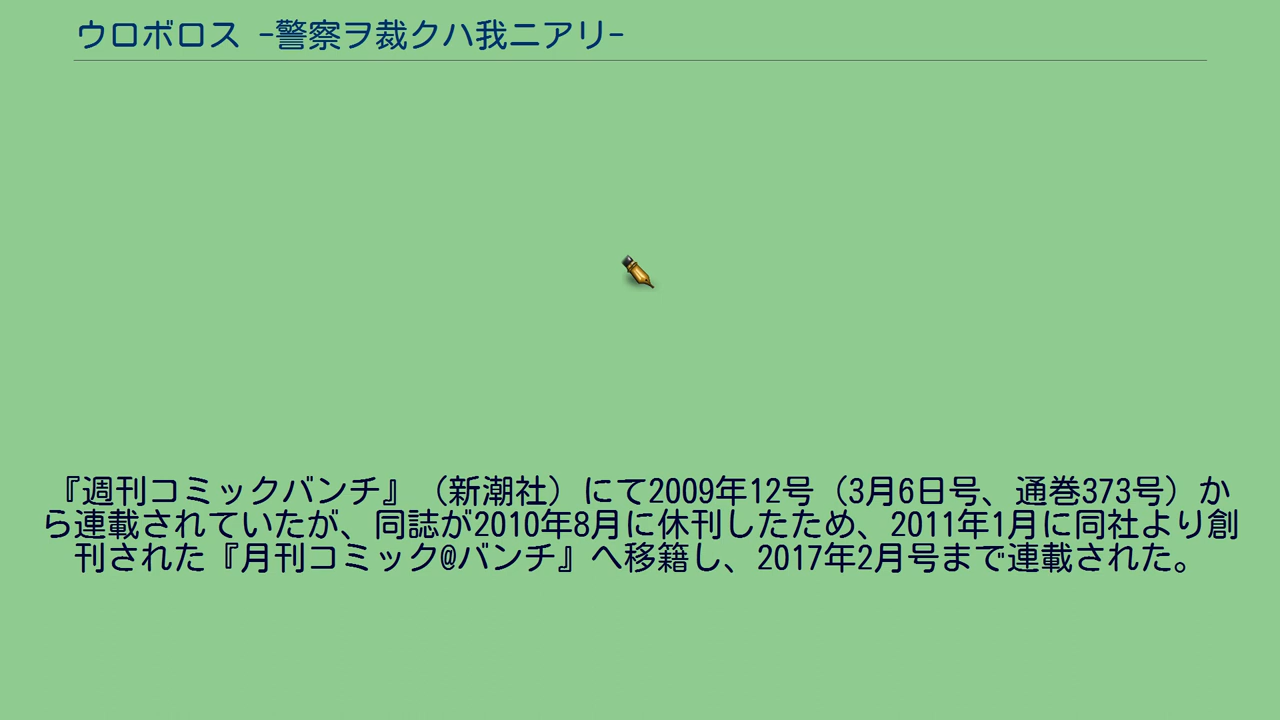 ウロボロス -警察ヲ裁クハ我ニアリ-
『週刊コミックバンチ』（新潮社）にて2009年12号（3月6日号、通巻373号）か
ら連載されていたが、同誌が2010年8月に休刊したため、2011年1月に同社より創
刊された『月刊コミック@バンチ』へ移籍し、2017年2月号まで連載された。